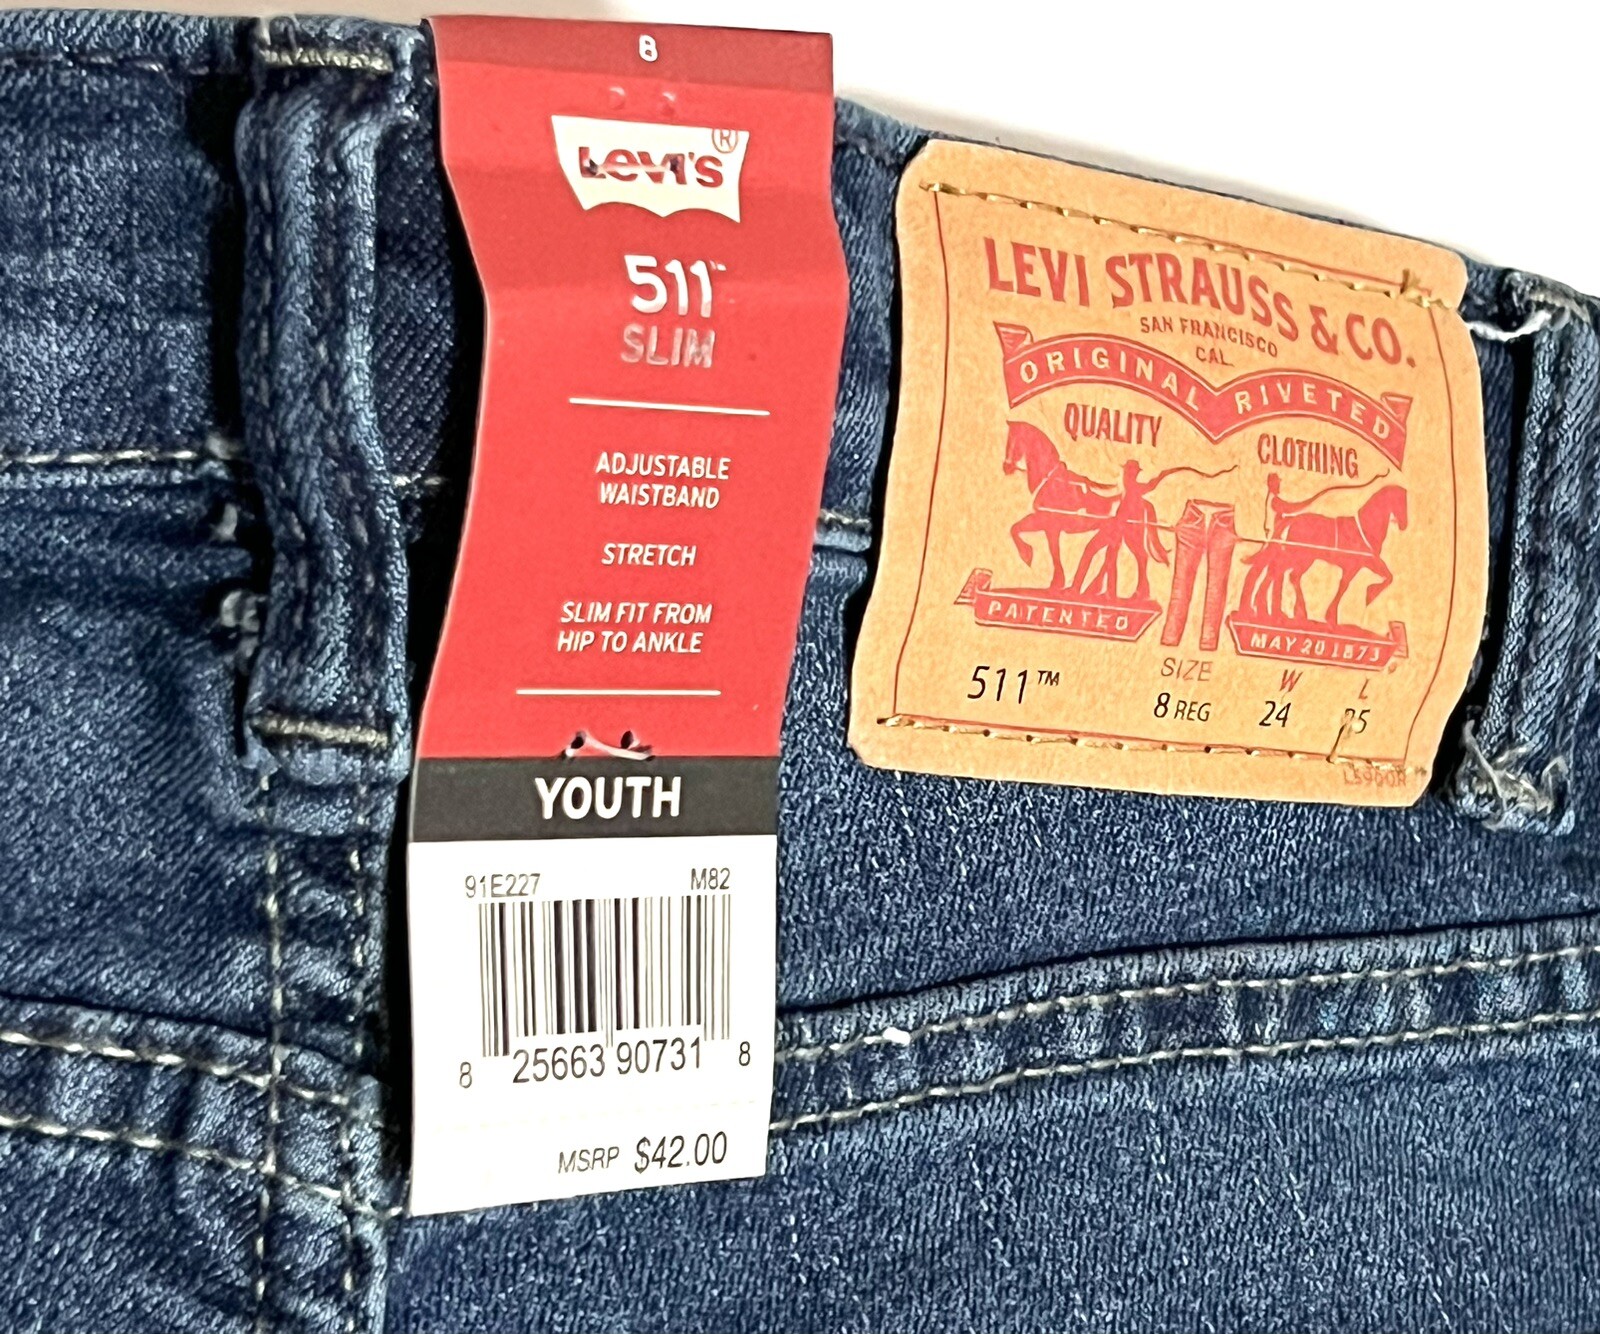 8
LEVI'S®
511™
SLIM
ADJUSTABLE
WAISTBAND
STRETCH
SLIM FIT FROM
HIP TO ANKLE
YOUTH
91E227 M82
8 25663 90731 8
MSRP $42.00
LEVI STRAUSS & CO.
SAN FRANCISCO
CAL.
ORIGINAL RIVETED
QUALITY CLOTHING
PATENTED MAY 20 1873
SIZE W L
511™ 8 REG 24